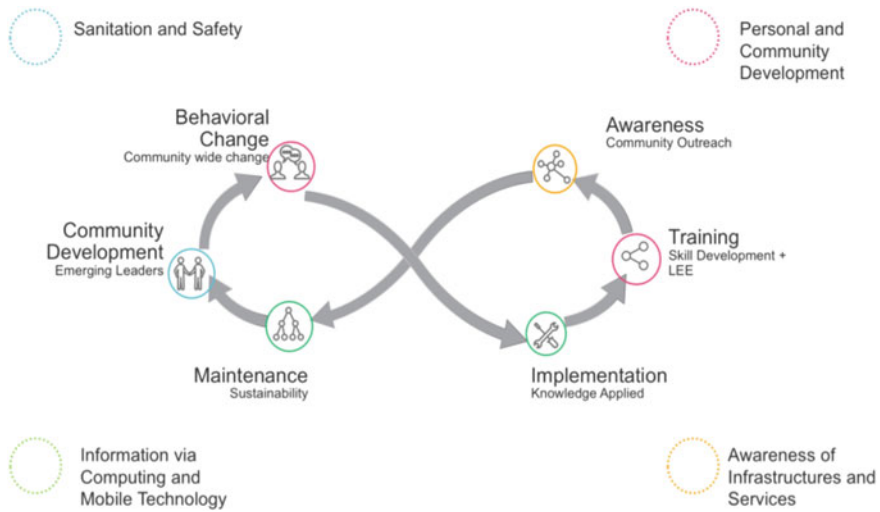 Sanitation and Safety
Personal and
Community
Development
Behavioral
Change
Community wide change
Awareness
Community Outreach
Community
Development
Emerging Leaders
Training
Skill Development +
LEE
Maintenance
Sustainability
Implementation
Knowledge Applied
Information via
Computing and
Mobile Technology
Awareness of
Infrastructures and
Services